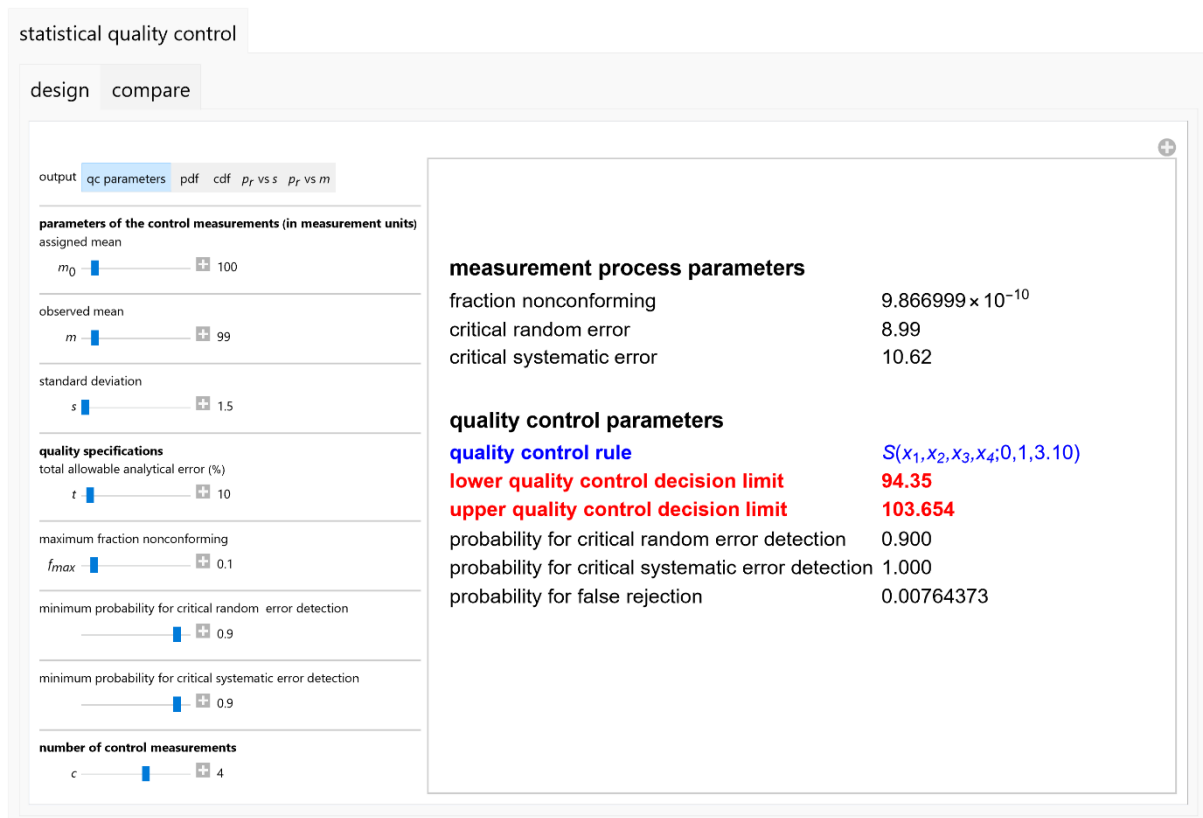 statistical quality control
design compare
output qc parameters pdf cdf pᵣ vs s pᵣ vs m
parameters of the control measurements (in measurement units)
assigned mean
m₀ 100
observed mean
m 99
standard deviation
s 1.5
quality specifications
total allowable analytical error (%)
t 10
maximum fraction nonconforming
fmax 0.1
minimum probability for critical random error detection
0.9
minimum probability for critical systematic error detection
0.9
number of control measurements
c 4
measurement process parameters
fraction nonconforming 9.866999 × 10⁻¹⁰
critical random error 8.99
critical systematic error 10.62
quality control parameters
quality control rule S(x₁,x₂,x₃,x₄;0,1,3.10)
lower quality control decision limit 94.35
upper quality control decision limit 103.654
probability for critical random error detection 0.900
probability for critical systematic error detection 1.000
probability for false rejection 0.00764373